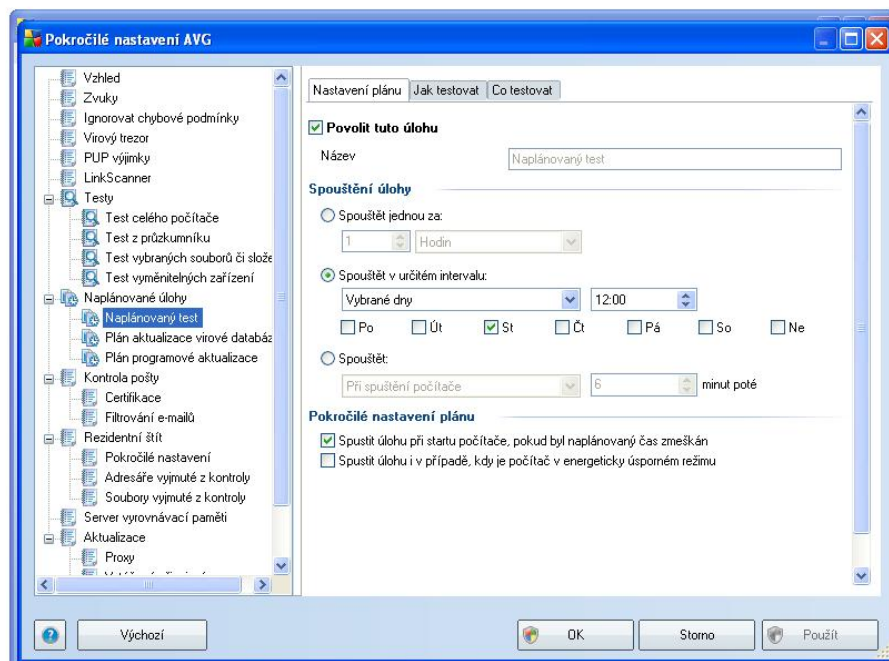 Pokročilé nastavení AVG
Vzhled
Zvuky
Ignorovat chybové podmínky
Virový trezor
PUP výjimky
LinkScanner
Testy
Test celého počítače
Test z průzkumníku
Test vybraných souborů či slože
Test vyměnitelných zařízení
Naplánované úlohy
Naplánovaný test
Plán aktualizace virové databáz
Plán programové aktualizace
Kontrola pošty
Certifikace
Filtrování e-mailů
Rezidentní štít
Pokročilé nastavení
Adresáře vyjmuté z kontroly
Soubory vyjmuté z kontroly
Server vyrovnávací paměti
Aktualizace
Proxy
Nastavení plánu Jak testovat Co testovat
Povolit tuto úlohu
Název Naplánovaný test
Spouštění úlohy
Spouštět jednou za:
1 Hodin
Spouštět v určitém intervalu:
Vybrané dny 12:00
Po Út St Čt Pá So Ne
Spouštět:
Při spuštění počítače 6 minut poté
Pokročilé nastavení plánu
Spustit úlohu při startu počítače, pokud byl naplánovaný čas zmeškán
Spustit úlohu i v případě, kdy je počítač v energeticky úsporném režimu
Výchozí OK Storno Použít